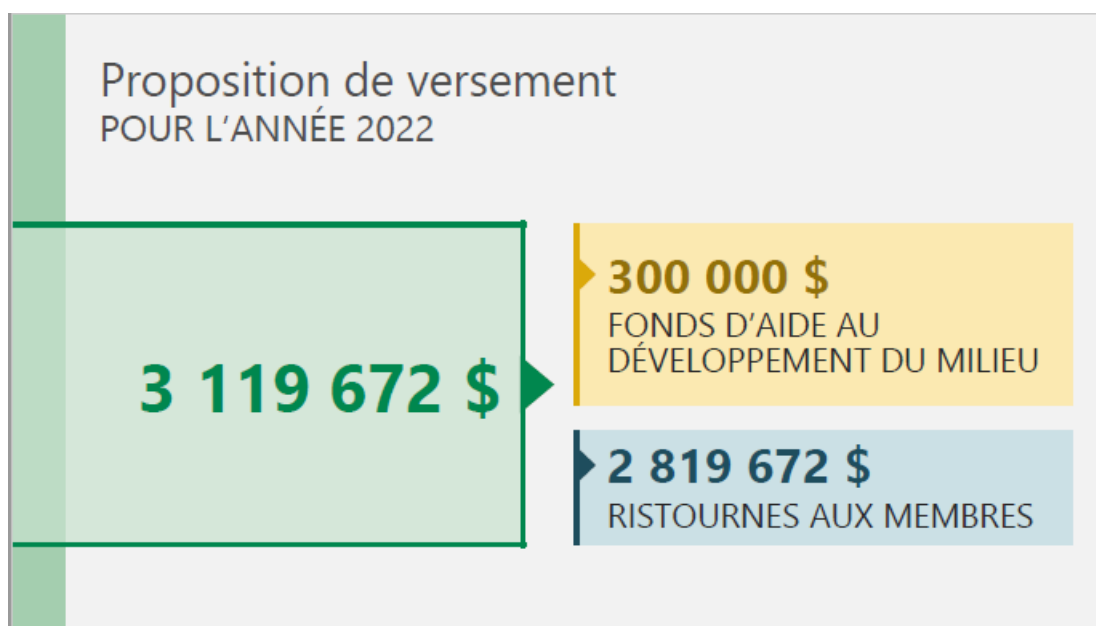 Proposition de versement
POUR L’ANNÉE 2022
3 119 672 $
300 000 $
FONDS D’AIDE AU
DÉVELOPPEMENT DU MILIEU
2 819 672 $
RISTOURNES AUX MEMBRES